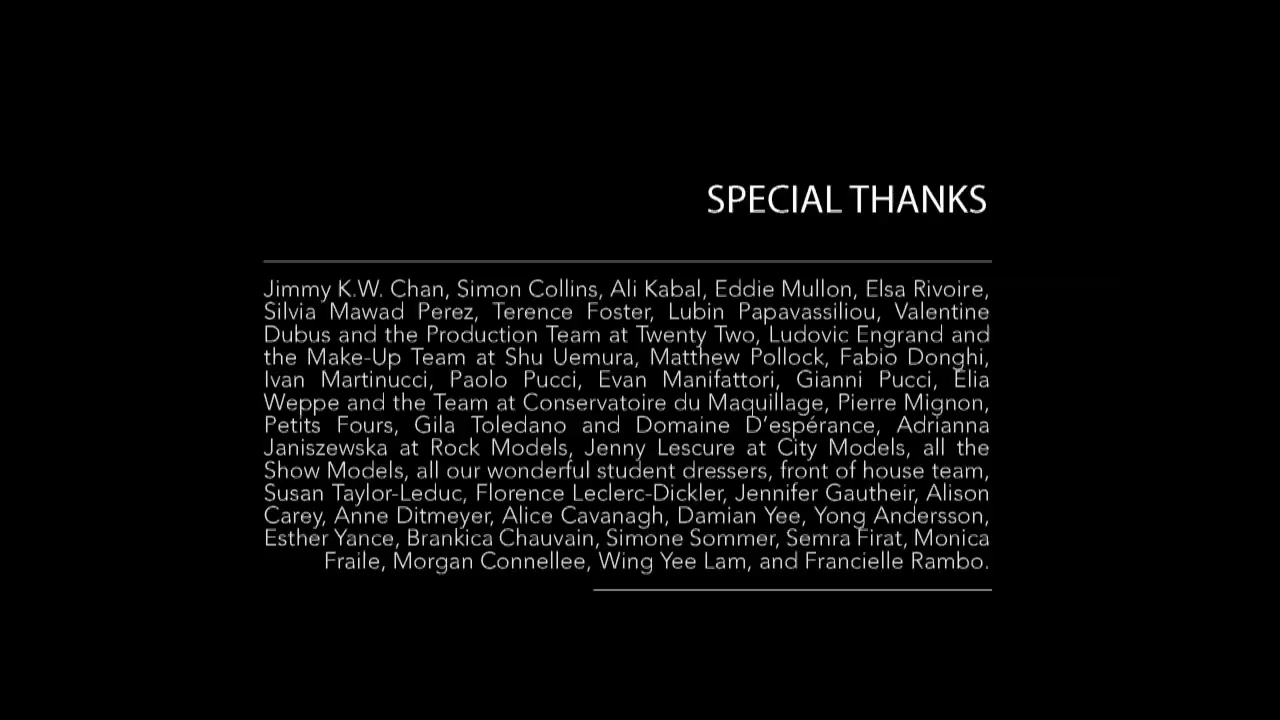 SPECIAL THANKS
Jimmy K.W. Chan, Simon Collins, Ali Kabal, Eddie Mullon, Elsa Rivoire,
Silvia Mawad Perez, Terence Foster, Lubin Papavassiliou, Valentine
Dubus and the Production Team at Twenty Two, Ludovic Engrand and
the Make-Up Team at Shu Uemura, Matthew Pollock, Fabio Donghi,
Ivan Martinucci, Paolo Pucci, Evan Manifattori, Gianni Pucci, Élia
Weppe and the Team at Conservatoire du Maquillage, Pierre Mignon,
Petits Fours, Gila Toledano and Domaine D'espérance, Adrianna
Janiszewska at Rock Models, Jenny Lescure at City Models, all the
Show Models, all our wonderful student dressers, front of house team,
Susan Taylor-Leduc, Florence Leclerc-Dickler, Jennifer Gautheir, Alison
Carey, Anne Ditmeyer, Alice Cavanagh, Damian Yee, Yong Andersson,
Esther Yance, Brankica Chauvain, Simone Sommer, Semra Firat, Monica
Fraile, Morgan Connellee, Wing Yee Lam, and Francielle Rambo.